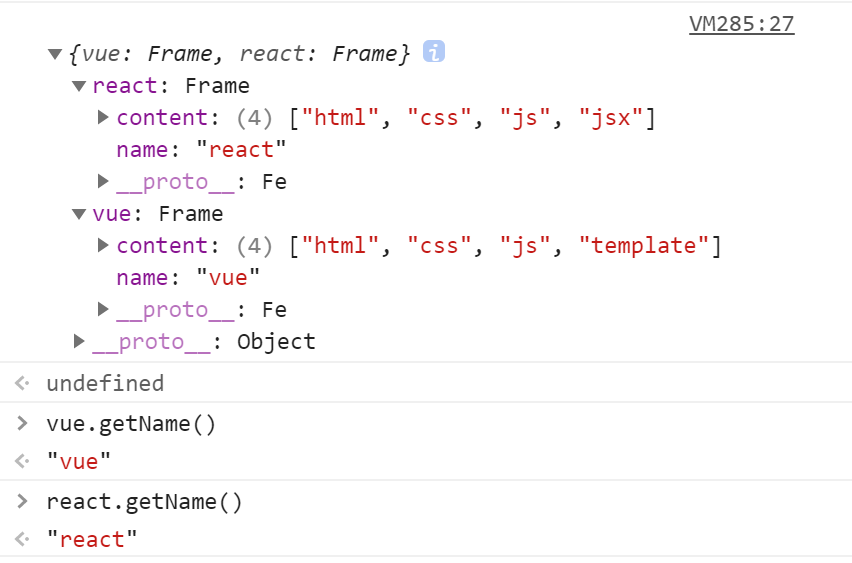 VM285:27
{vue: Frame, react: Frame} i
react: Frame
content: (4) ["html", "css", "js", "jsx"]
name: "react"
__proto__: Fe
vue: Frame
content: (4) ["html", "css", "js", "template"]
name: "vue"
__proto__: Fe
__proto__: Object
undefined
vue.getName()
"vue"
react.getName()
"react"